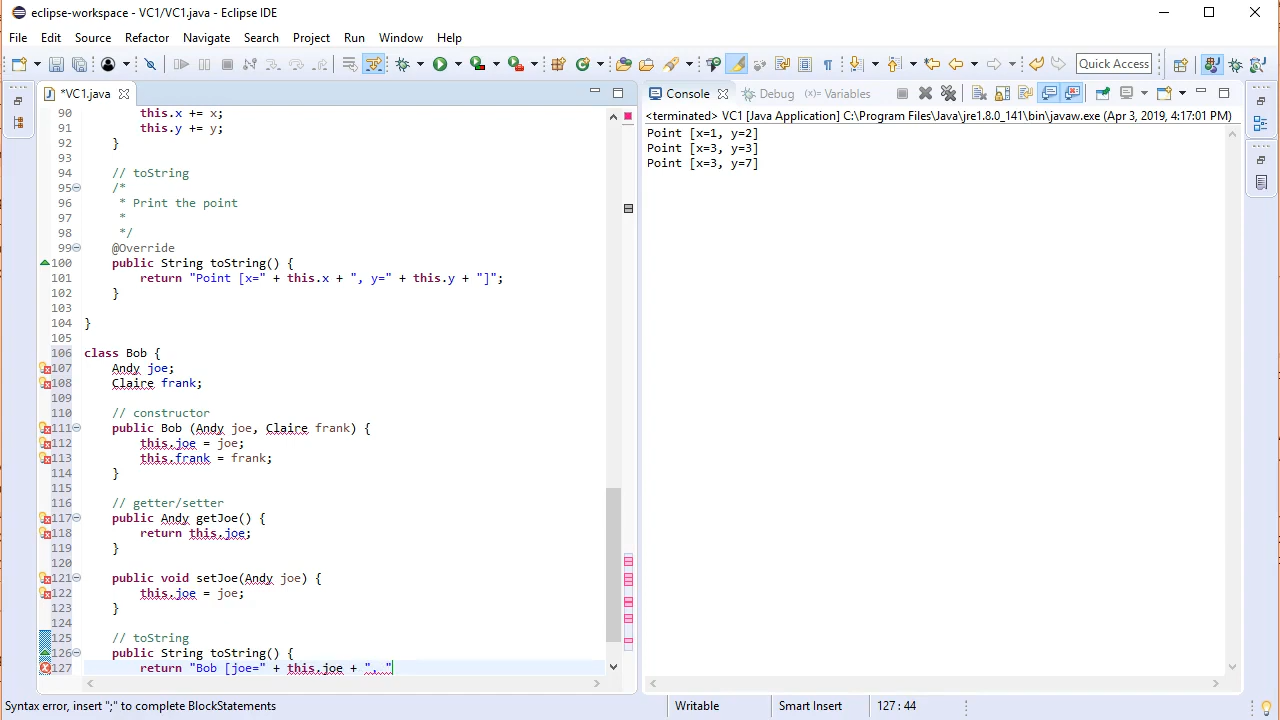 eclipse-workspace - VC1/VC1.java - Eclipse IDE
File Edit Source Refactor Navigate Search Project Run Window Help
Quick Access
*VC1.java
Console Debug (x)= Variables
<terminated> VC1 [Java Application] C:\Program Files\Java\jre1.8.0_141\bin\javaw.exe (Apr 3, 2019, 4:17:01 PM)
Point [x=1, y=2]
Point [x=3, y=3]
Point [x=3, y=7]
90 this.x += x;
91 this.y += y;
92 }
93
94 // toString
95 /*
96 * Print the point
97 *
98 */
99 @Override
100 public String toString() {
101 return "Point [x=" + this.x + ", y=" + this.y + "]";
102 }
103
104 }
105
106 class Bob {
107 Andy joe;
108 Claire frank;
109
110 // constructor
111 public Bob (Andy joe, Claire frank) {
112 this.joe = joe;
113 this.frank = frank;
114 }
115
116 // getter/setter
117 public Andy getJoe() {
118 return this.joe;
119 }
120
121 public void setJoe(Andy joe) {
122 this.joe = joe;
123 }
124
125 // toString
126 public String toString() {
127 return "Bob [joe=" + this.joe + ", "
Syntax error, insert ";" to complete BlockStatements Writable Smart Insert 127 : 44